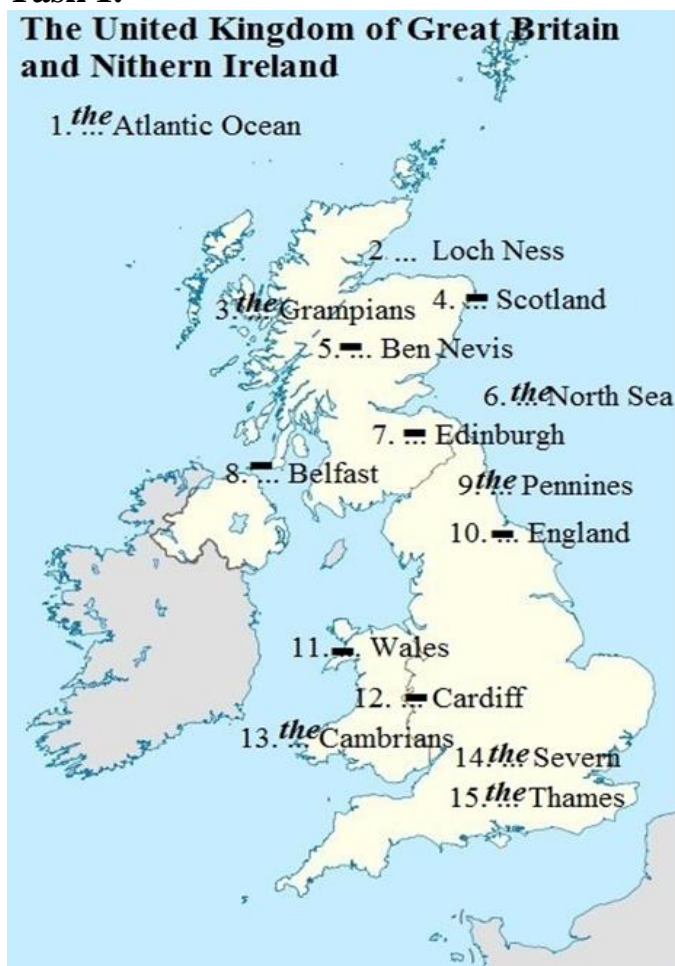 The United Kingdom of Great Britain
and Nithern Ireland
1. the ... Atlantic Ocean
2 ... Loch Ness
3 the ... Grampians
4. - ... Scotland
5. - ... Ben Nevis
6. the ... North Sea
7. - ... Edinburgh
8. - ... Belfast
9 the ... Pennines
10. - ... England
11. - ... Wales
12. - ... Cardiff
13. the ... Cambrians
14 the ... Severn
15. the ... Thames